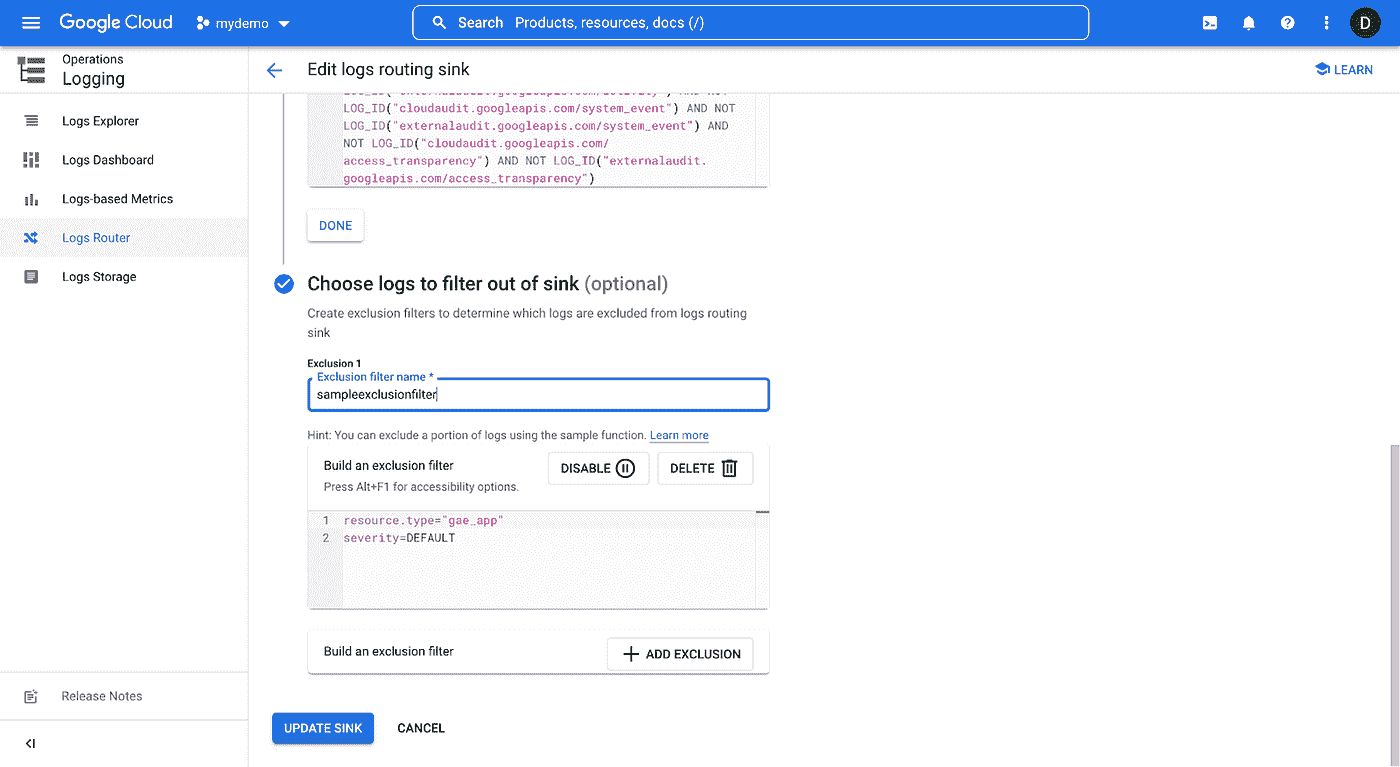 Google Cloud
mydemo
Search Products, resources, docs (/)
D
Operations
Logging
Edit logs routing sink
LEARN
Logs Explorer
Logs Dashboard
Logs-based Metrics
Logs Router
Logs Storage
LOG_ID("cloudaudit.googleapis.com/system_event") AND NOT
LOG_ID("externalaudit.googleapis.com/system_event") AND
NOT LOG_ID("cloudaudit.googleapis.com/
access_transparency") AND NOT LOG_ID("externalaudit.
googleapis.com/access_transparency")
DONE
Choose logs to filter out of sink (optional)
Create exclusion filters to determine which logs are excluded from logs routing
sink
Exclusion 1
Exclusion filter name *
sampleexclusionfilter
Hint: You can exclude a portion of logs using the sample function. Learn more
Build an exclusion filter
Press Alt+F1 for accessibility options.
DISABLE
DELETE
1 resource.type="gae_app"
2 severity=DEFAULT
Build an exclusion filter
ADD EXCLUSION
Release Notes
UPDATE SINK
CANCEL